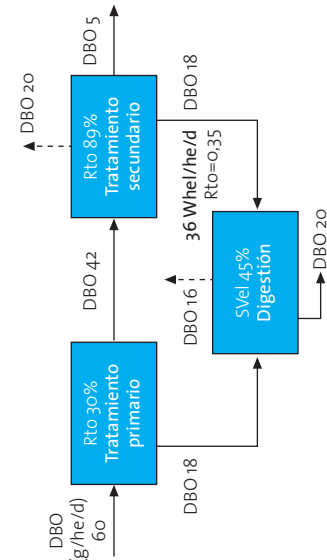 DBO
g/he/d)
60
Rto 30%
Tratamiento
primario
DBO 18
DBO 42
Rto 89%
Tratamiento
secundario
DBO 20
DBO 5
DBO 18
36 Whel/he/d
Rto=0,35
DBO 16
SVel 45%
Digestión
DBO 20